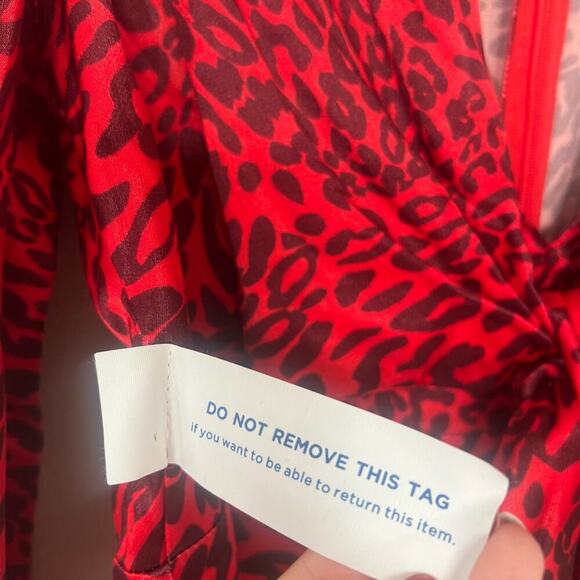 DO NOT REMOVE THIS TAG
if you want to be able to return this item.